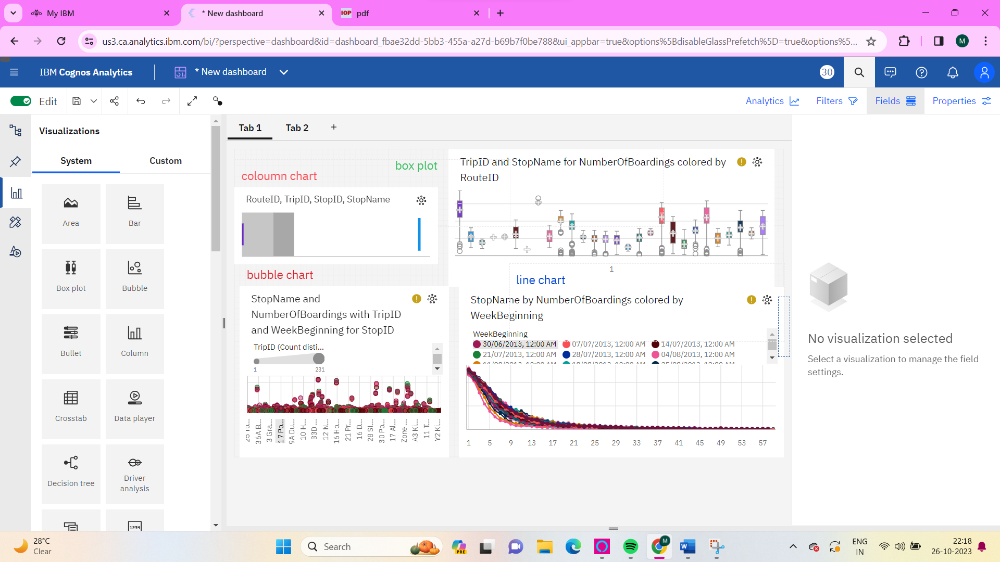 My IBM
* New dashboard
IOP pdf
us3.ca.analytics.ibm.com/bi/?perspective=dashboard&id=dashboard_fbae32dd-5bb3-455a-a27d-b69b7f0be788&ui_appbar=true&options%5BdisableGlassPrefetch%5D=true&options%5...
M
IBM Cognos Analytics
* New dashboard
30
Edit
Analytics
Filters
Fields
Properties
Visualizations
System
Custom
Area
Bar
Box plot
Bubble
Bullet
Column
Crosstab
Data player
Decision tree
Driver
analysis
1234
Tab 1
Tab 2
coloumn chart
box plot
RouteID, TripID, StopID, StopName
TripID and StopName for NumberOfBoardings colored by
RouteID
1
bubble chart
StopName and
NumberOfBoardings with TripID
and WeekBeginning for StopID
TripID (Count disti...
1
231
36A B...
3 Gra...
17 Po...
9A Du...
10 H...
33D ...
12 N...
16 Ho...
21 Pr...
16 D...
28 St...
30 Po...
17 Al...
Zone ...
A3 Ki...
11 T...
Y2 Ki...
line chart
StopName by NumberOfBoardings colored by
WeekBeginning
WeekBeginning
30/06/2013, 12:00 AM 07/07/2013, 12:00 AM 14/07/2013, 12:00 AM
21/07/2013, 12:00 AM 28/07/2013, 12:00 AM 04/08/2013, 12:00 AM
1 5 9 13 17 21 25 29 33 37 41 45 49 53 57
No visualization selected
Select a visualization to manage the field
settings.
28°C
Clear
Search
PRE
M
ENG
IN
22:18
26-10-2023